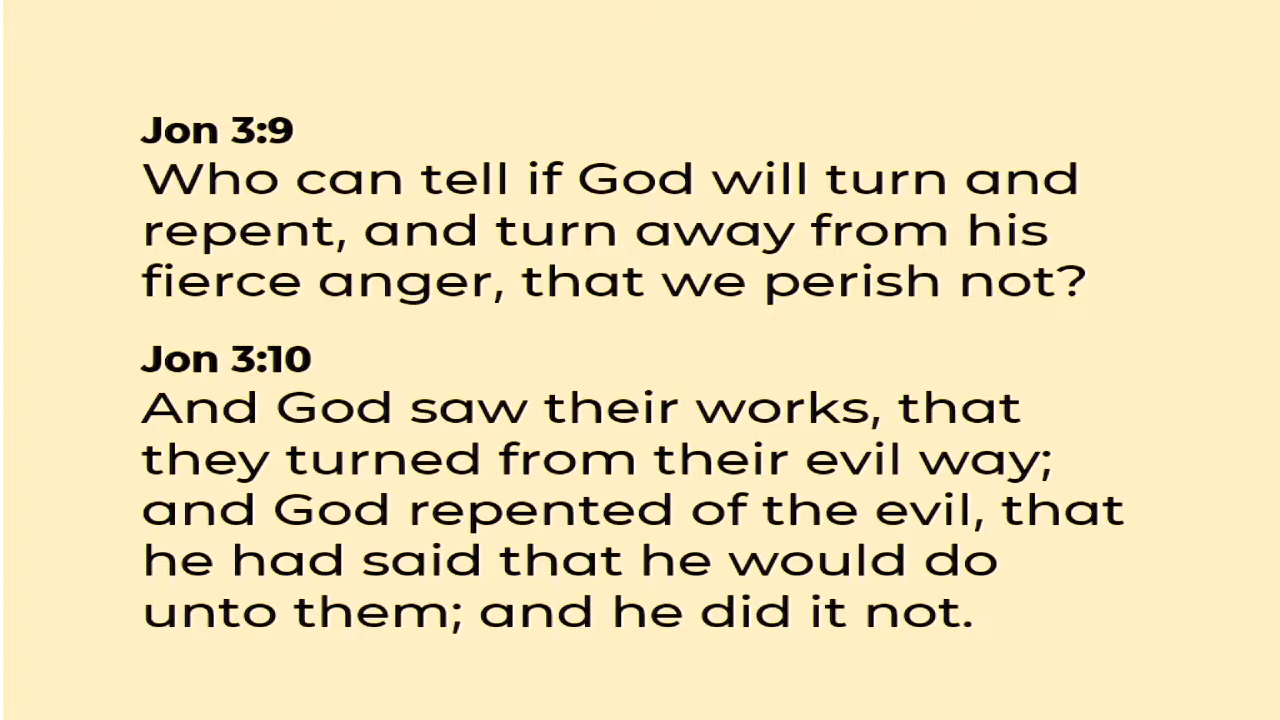 Jon 3:9
Who can tell if God will turn and
repent, and turn away from his
fierce anger, that we perish not?
Jon 3:10
And God saw their works, that
they turned from their evil way;
and God repented of the evil, that
he had said that he would do
unto them; and he did it not.